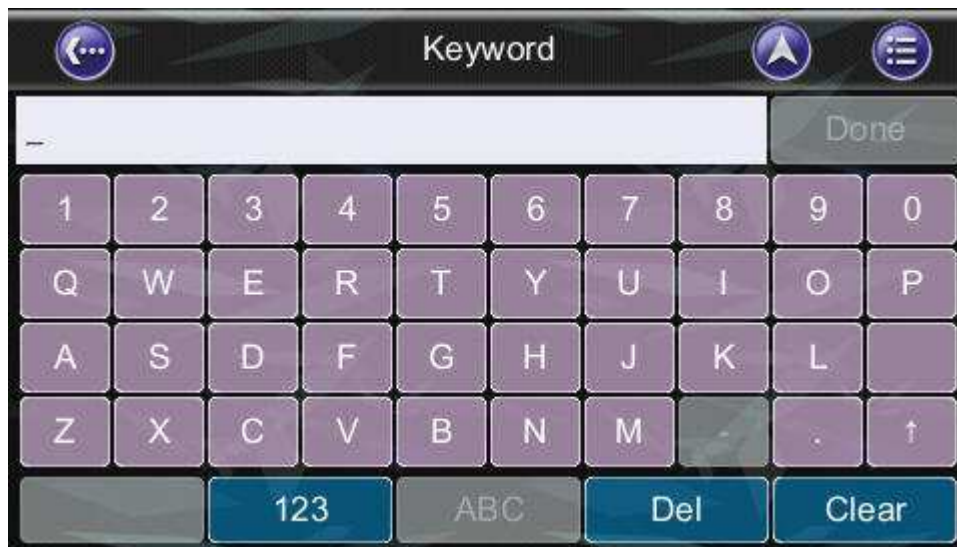 Keyword
_
Done
1 2 3 4 5 6 7 8 9 0
Q W E R T Y U I O P
A S D F G H J K L
Z X C V B N M - . ↑
123 ABC Del Clear